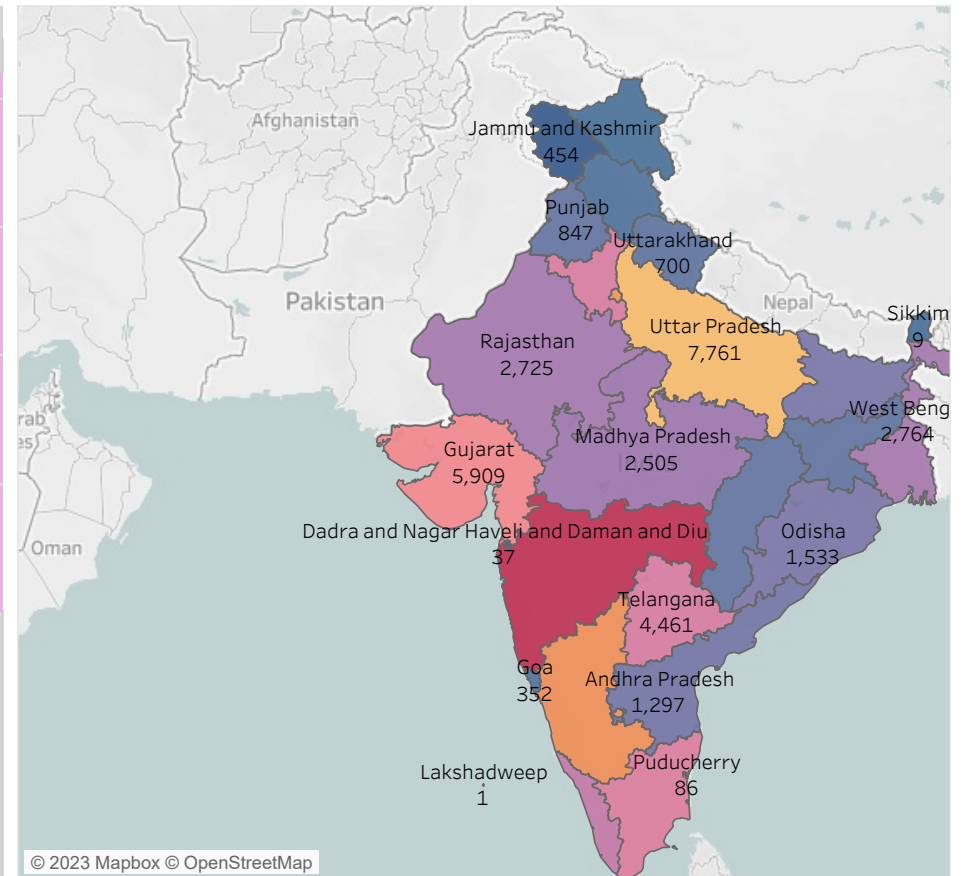 Afghanistan
Jammu and Kashmir
454
Punjab
847
Uttarakhand
700
Pakistan
Nepal
Sikkim
9
Uttar Pradesh
7,761
Rajasthan
2,725
West Beng
2,764
rab
es
Madhya Pradesh
2,505
Gujarat
5,909
Dadra and Nagar Haveli and Daman and Diu
37
Odisha
1,533
Oman
Telangana
4,461
Goa
352
Andhra Pradesh
1,297
Lakshadweep
1
Puducherry
86
© 2023 Mapbox © OpenStreetMap